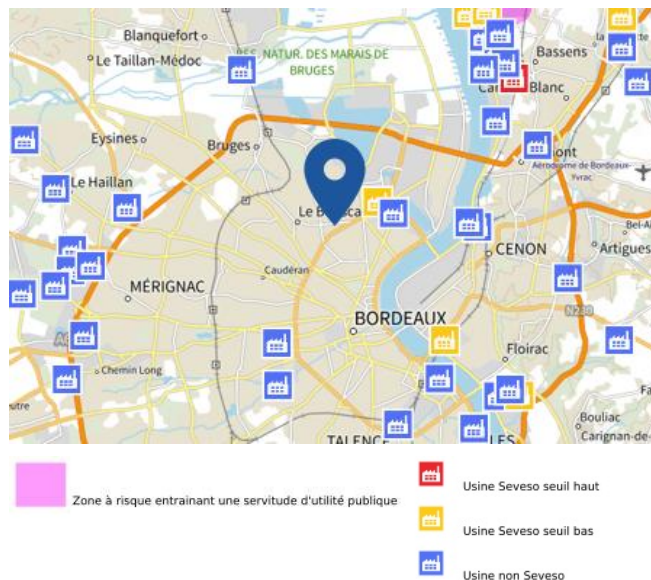 Blanquefort
Le Taillan-Médoc
NATUR. DES MARAIS DE
BRUGES
Bassens
Blanc
Eysines
Bruges
Aérodrome de Bordeaux-
Yvrac
Le Haillan
Le
CENON
Artigues
Caudéran
MÉRIGNAC
BORDEAUX
N230
Floirac
Chemin Long
Bouliac
TALENCE
Carignan-de-
Zone à risque entrainant une servitude d'utilité publique
Usine Seveso seuil haut
Usine Seveso seuil bas
Usine non Seveso